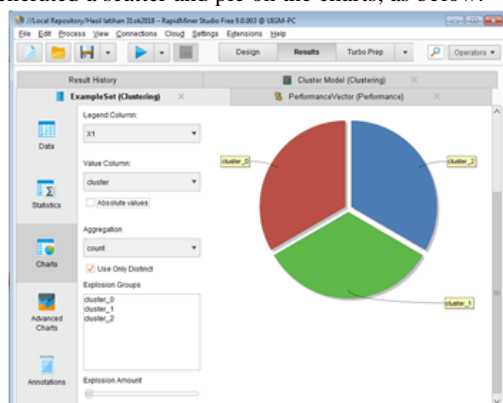 enerated a scatter and pie on the charts, as below:
//Local Repository/Hasil latihan 31okt2018 – RapidMiner Studio Free 9.0.003 @ UIGM-PC
File Edit Process View Connections Cloud Settings Extensions Help
Design Results Turbo Prep Operators
Result History Cluster Model (Clustering)
ExampleSet (Clustering) PerformanceVector (Performance)
Data
Statistics
Charts
Advanced
Charts
Annotations
Legend Column:
X1
Value Column:
cluster
Absolute values
Aggregation
count
Use Only Distinct
Explosion Groups
cluster_0
cluster_1
cluster_2
Explosion Amount
cluster_0
cluster_2
cluster_1